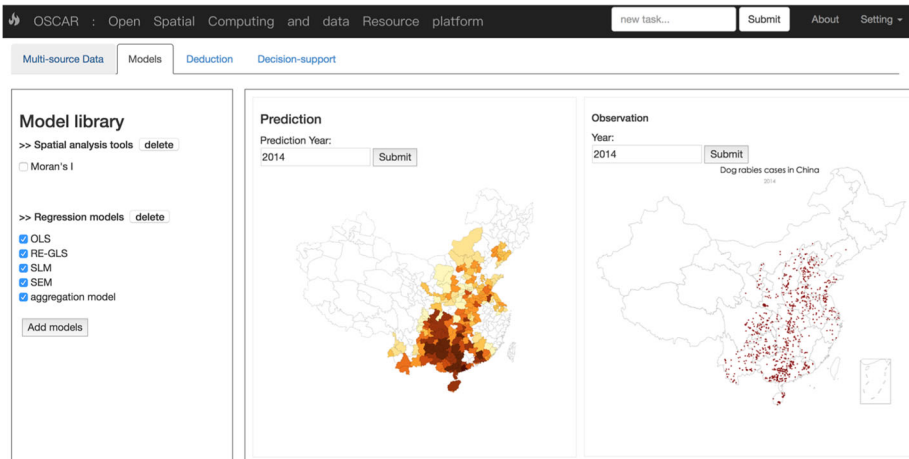 OSCAR : Open Spatial Computing and data Resource platform
new task...
Submit
About
Setting
Multi-source Data
Models
Deduction
Decision-support
Model library
>> Spatial analysis tools
delete
Moran's I
>> Regression models
delete
OLS
RE-GLS
SLM
SEM
aggregation model
Add models
Prediction
Prediction Year:
2014
Submit
Observation
Year:
2014
Submit
Dog rabies cases in China
2014